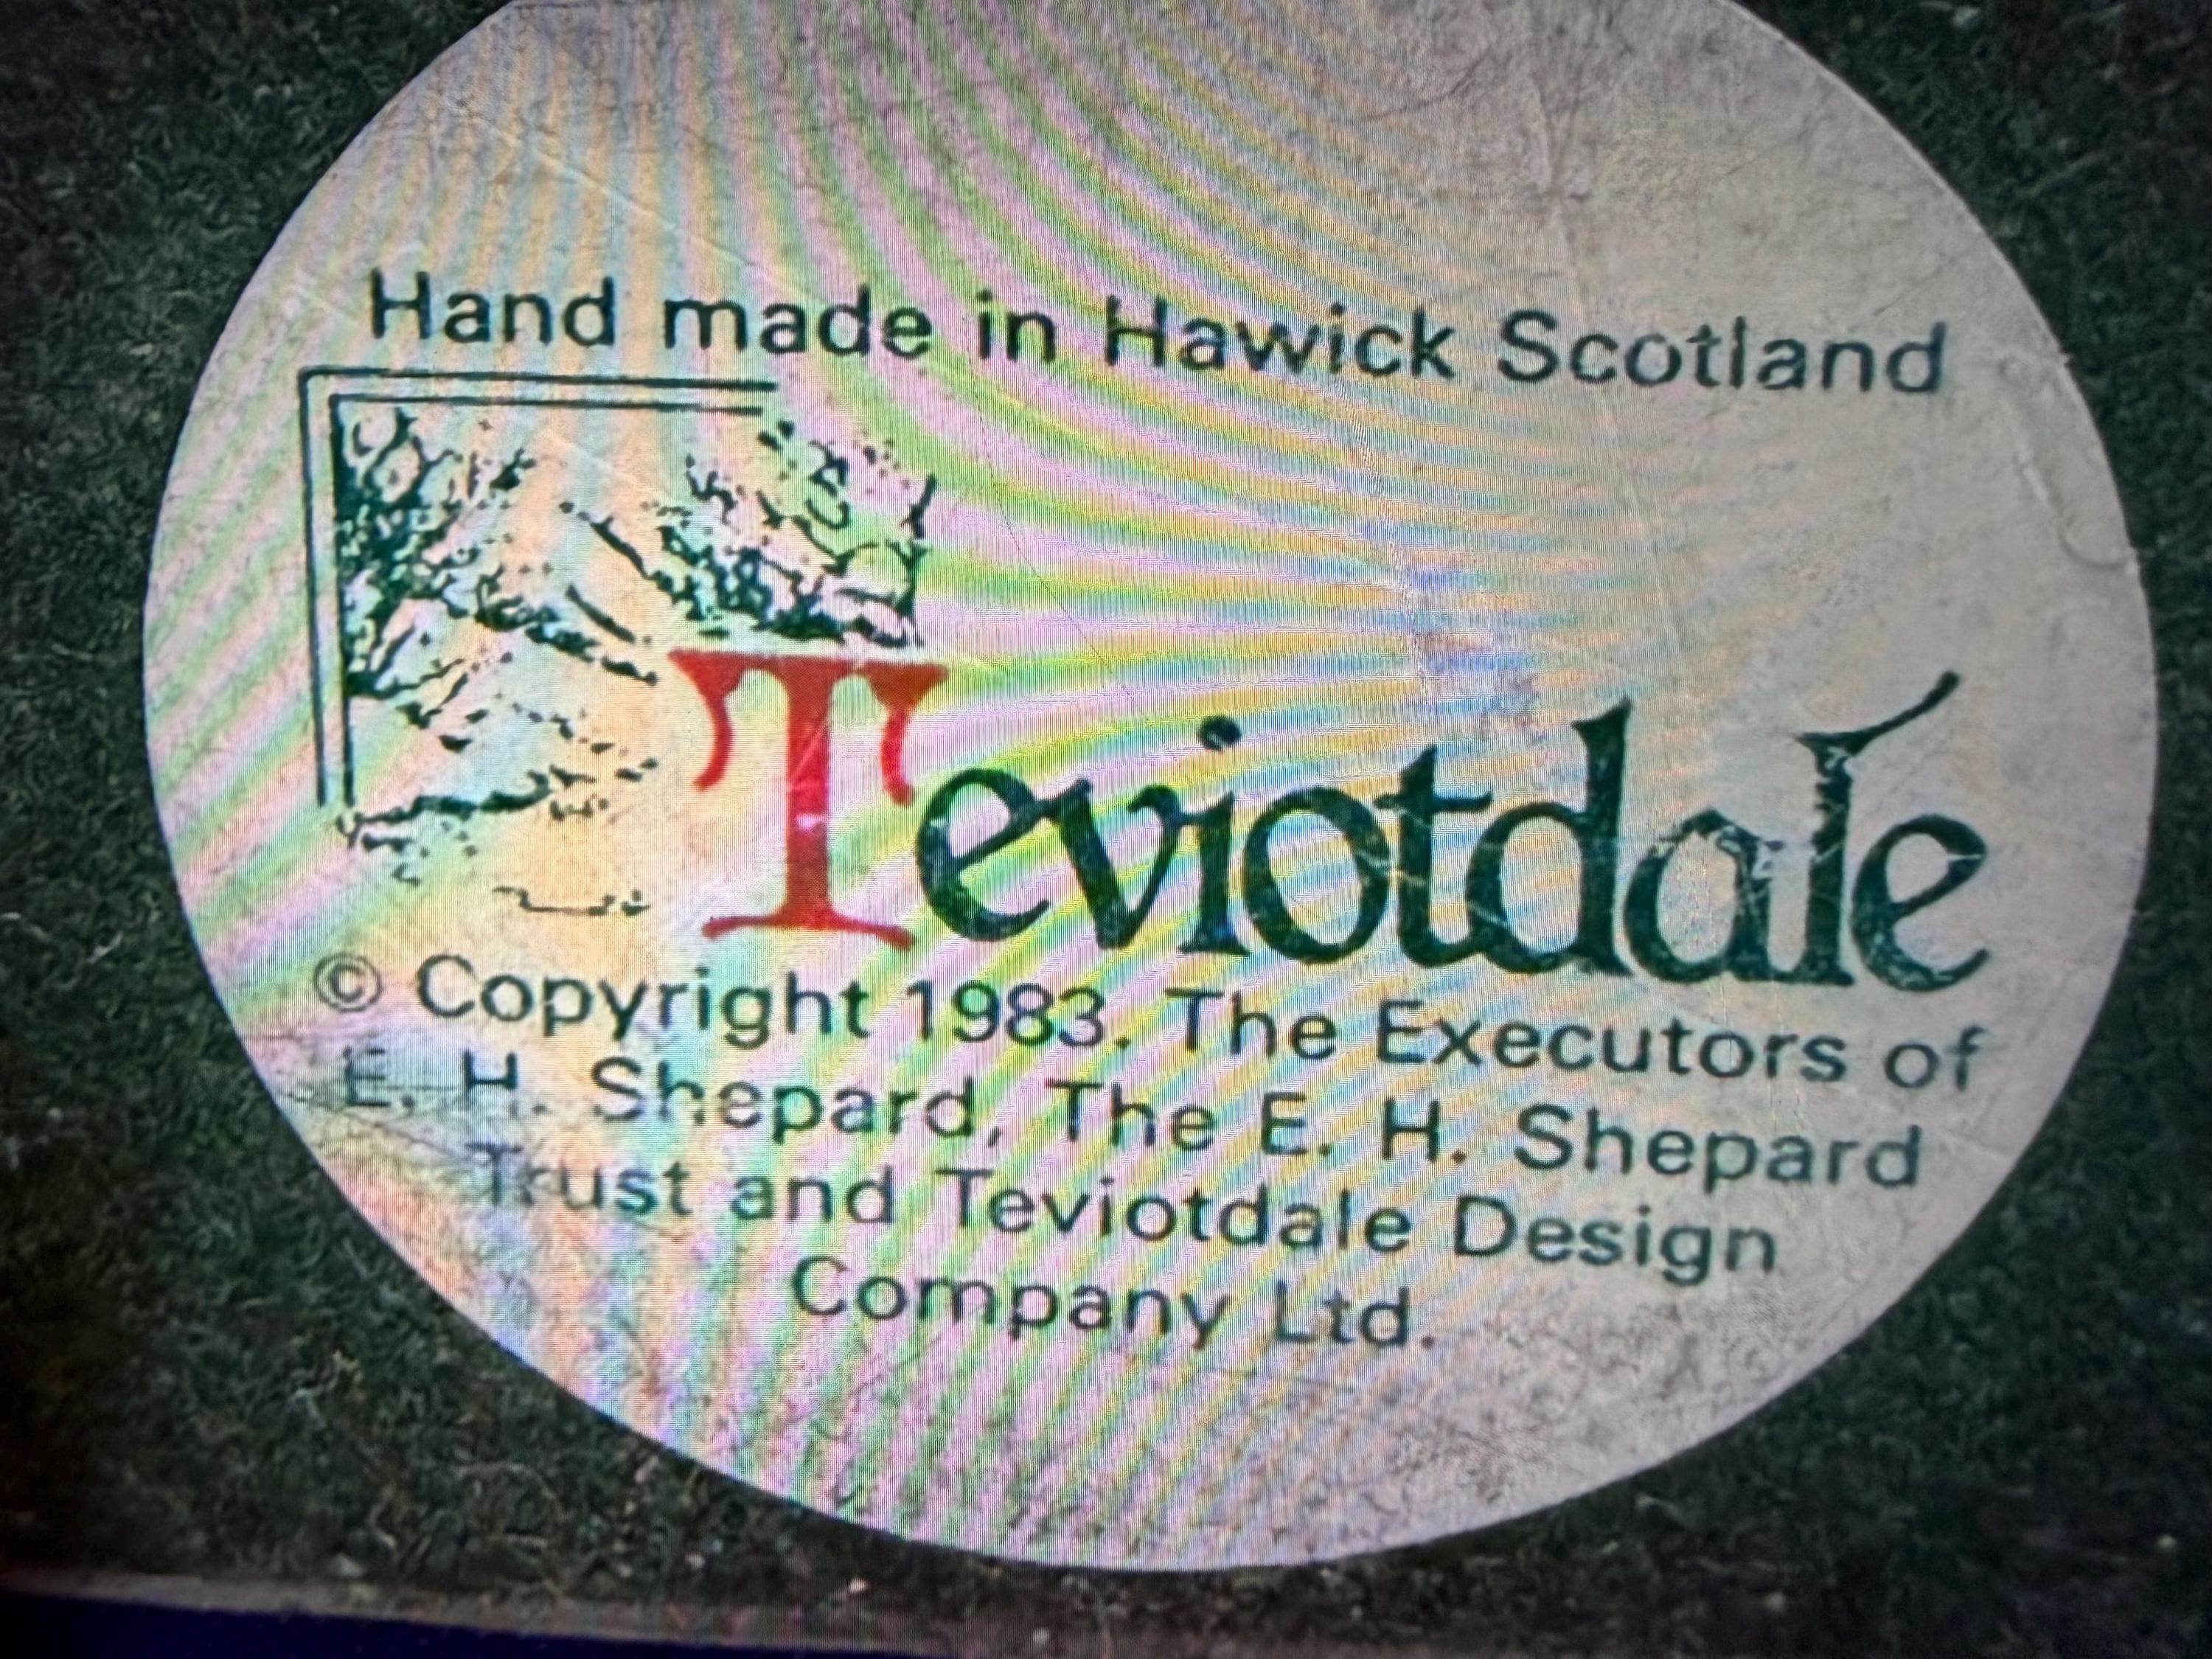 Hand made in Hawick Scotland
Teviotdale
© Copyright 1983. The Executors of
E. H. Shepard, The E. H. Shepard
Trust and Teviotdale Design
Company Ltd.